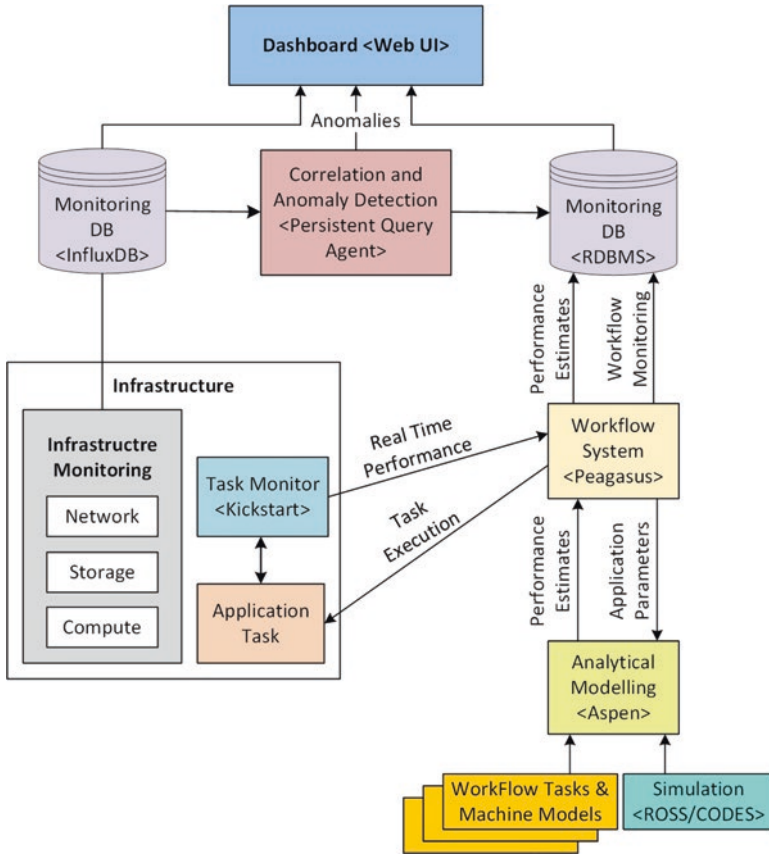 Dashboard <Web UI>
Anomalies
Monitoring
DB
<InfluxDB>
Correlation and
Anomaly Detection
<Persistent Query
Agent>
Monitoring
DB
<RDBMS>
Performance
Estimates
Workflow
Monitoring
Infrastructure
Infrastructre
Monitoring
Network
Storage
Compute
Task Monitor
<Kickstart>
Application
Task
Real Time
Performance
Task
Execution
Workflow
System
<Peagasus>
Performance
Estimates
Application
Parameters
Analytical
Modelling
<Aspen>
WorkFlow Tasks &
Machine Models
Simulation
<ROSS/CODES>